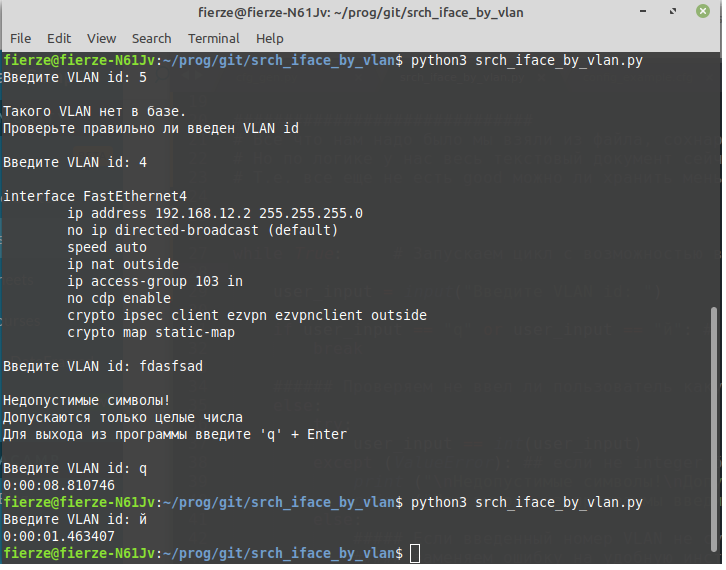 fierze@fierze-N61Jv: ~/prog/git/srch_iface_by_vlan
File Edit View Search Terminal Help
fierze@fierze-N61Jv:~/prog/git/srch_iface_by_vlan$ python3 srch_iface_by_vlan.py
Введите VLAN id: 5
Такого VLAN нет в базе.
Проверьте правильно ли введен VLAN id
Введите VLAN id: 4
interface FastEthernet4
ip address 192.168.12.2 255.255.255.0
no ip directed-broadcast (default)
speed auto
ip nat outside
ip access-group 103 in
no cdp enable
crypto ipsec client ezvpn ezvpnclient outside
crypto map static-map
Введите VLAN id: fdasfsad
Недопустимые символы!
Допускаются только целые числа
Для выхода из программы введите 'q' + Enter
Введите VLAN id: q
0:00:08.810746
fierze@fierze-N61Jv:~/prog/git/srch_iface_by_vlan$ python3 srch_iface_by_vlan.py
Введите VLAN id: й
0:00:01.463407
fierze@fierze-N61Jv:~/prog/git/srch_iface_by_vlan$